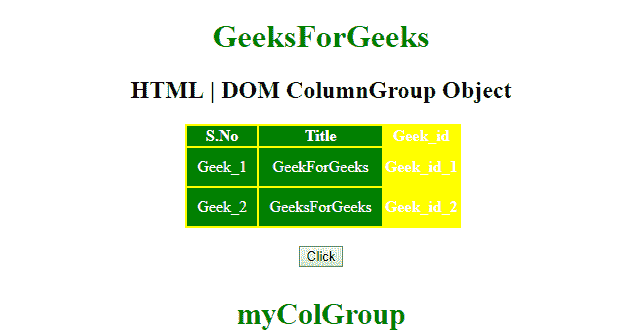 GeeksForGeeks
HTML | DOM ColumnGroup Object
S.No Title Geek_id
Geek_1 GeekForGeeks Geek_id_1
Geek_2 GeeksForGeeks Geek_id_2
Click
myColGroup